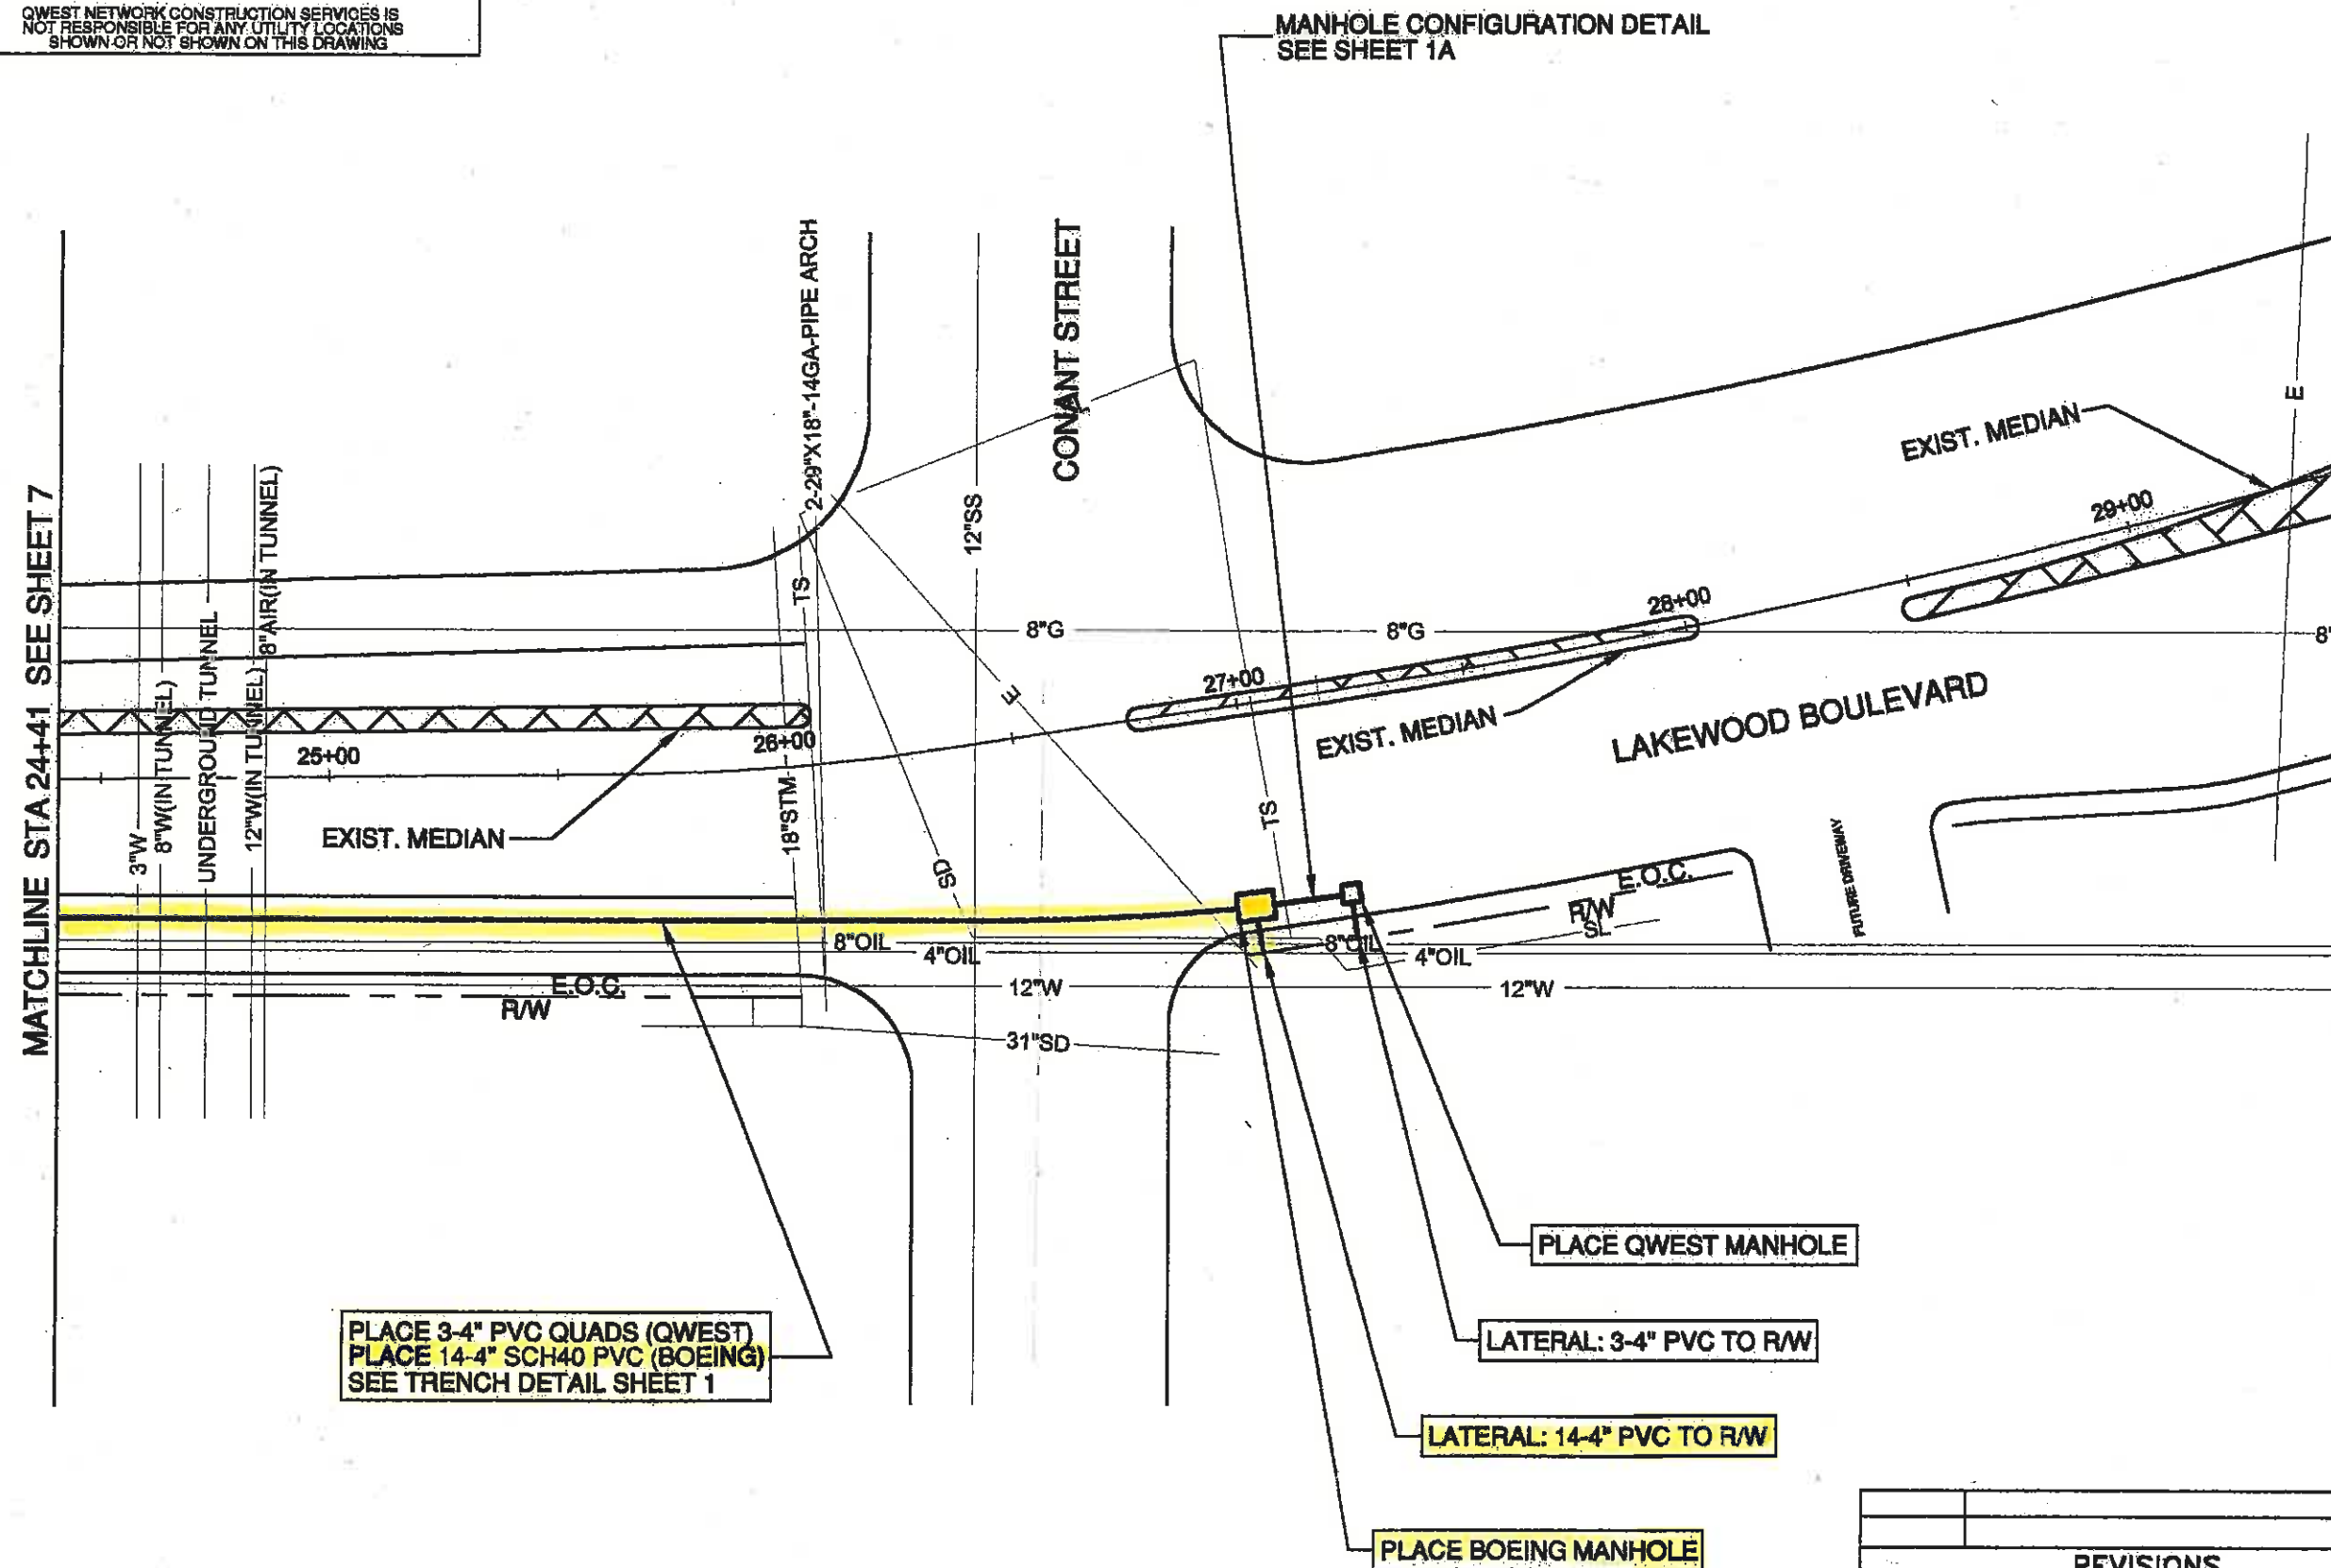 QWEST NETWORK CONSTRUCTION SERVICES IS
NOT RESPONSIBLE FOR ANY UTILITY LOCATIONS
SHOWN OR NOT SHOWN ON THIS DRAWING
MANHOLE CONFIGURATION DETAIL
SEE SHEET 1A
MATCHLINE STA 24+41 SEE SHEET 7
3"W
8"W(IN TUNNEL)
UNDERGROUND TUNNEL
12"W(IN TUNNEL)
8"AIR(IN TUNNEL)
2-29"X18"-14GA-PIPE ARCH
TS
18"STM
12"SS
CONANT STREET
E
EXIST. MEDIAN
29+00
28+00
8"G
8"G
8"
27+00
E
EXIST. MEDIAN
LAKEWOOD BOULEVARD
25+00
26+00
EXIST. MEDIAN
SD
TS
FUTURE DRIVEWAY
E.O.C.
R/W
SL
8"OIL
4"OIL
8"OIL
4"OIL
12"W
12"W
E.O.C.
R/W
31"SD
PLACE QWEST MANHOLE
LATERAL: 3-4" PVC TO R/W
PLACE 3-4" PVC QUADS (QWEST)
PLACE 14-4" SCH40 PVC (BOEING)
SEE TRENCH DETAIL SHEET 1
LATERAL: 14-4" PVC TO R/W
PLACE BOEING MANHOLE
REVISIONS